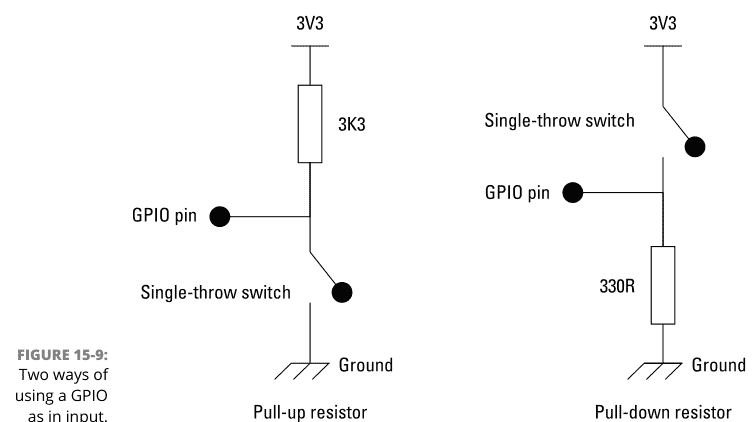 3V3
3K3
GPIO pin
Single-throw switch
Ground
Pull-up resistor
3V3
Single-throw switch
GPIO pin
330R
Ground
Pull-down resistor
FIGURE 15-9:
Two ways of
using a GPIO
as in input.